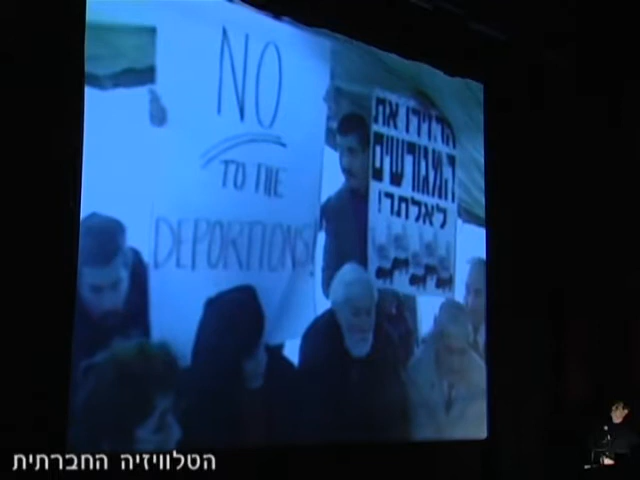 NO
TO THE
DEPORTIONS!
החזירו את
המגורשים
לאלתר!
הטלוויזיה החברתית